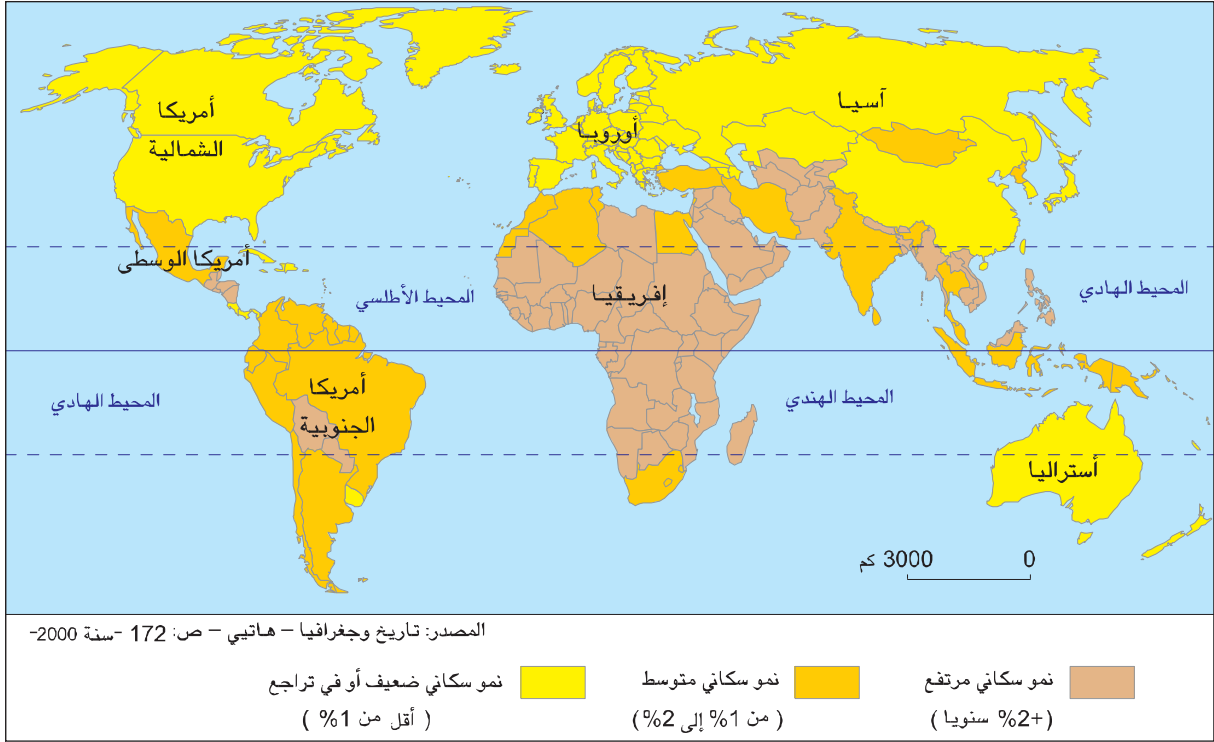 أمريكا
الشمالية
أوروبا
آسيا
أمريكا الوسطى
المحيط الأطلسي
إفريقيا
المحيط الهادي
المحيط الهادي
أمريكا
الجنوبية
المحيط الهندي
أستراليا
3000 كم 0
المصدر: تاريخ وجغرافيا – هاتيي – ص: 172 -سنة 2000-
نمو سكاني مرتفع
(+2% سنويا )
نمو سكاني متوسط
( من 1% إلى 2%)
نمو سكاني ضعيف أو في تراجع
( أقل من 1% )